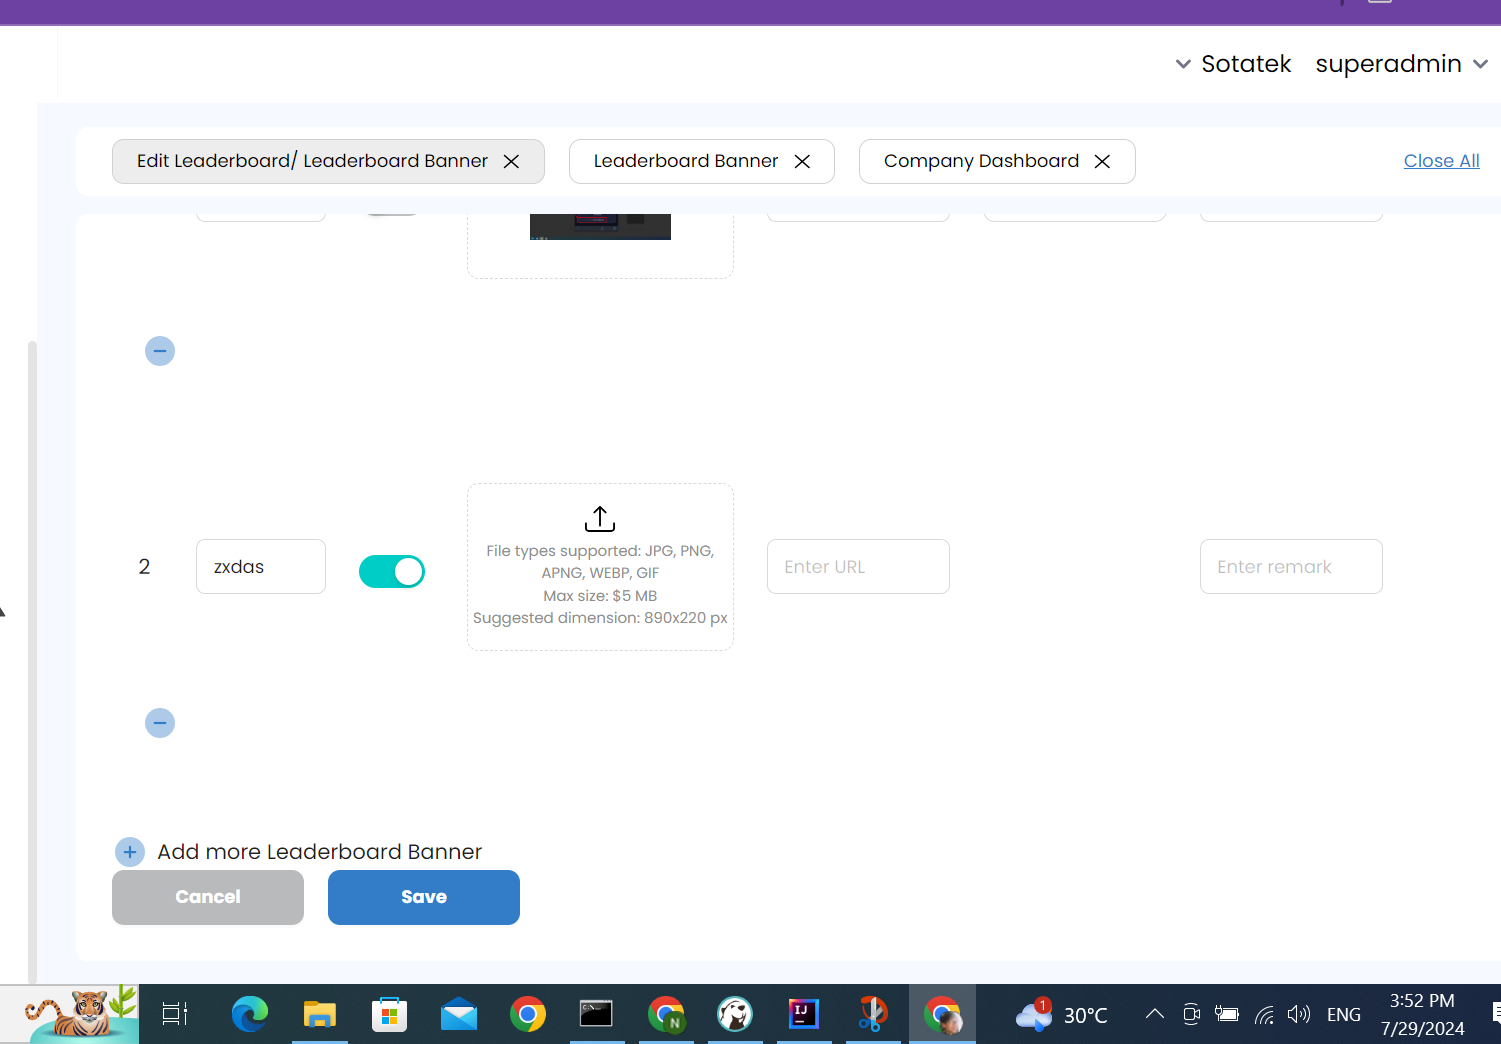 Sotatek superadmin
Edit Leaderboard/ Leaderboard Banner
Leaderboard Banner
Company Dashboard
Close All
2
zxdas
File types supported: JPG, PNG,
APNG, WEBP, GIF
Max size: $5 MB
Suggested dimension: 890x220 px
Enter URL
Enter remark
Add more Leaderboard Banner
Cancel
Save
N
IJ
1
30°C
ENG
3:52 PM
7/29/2024